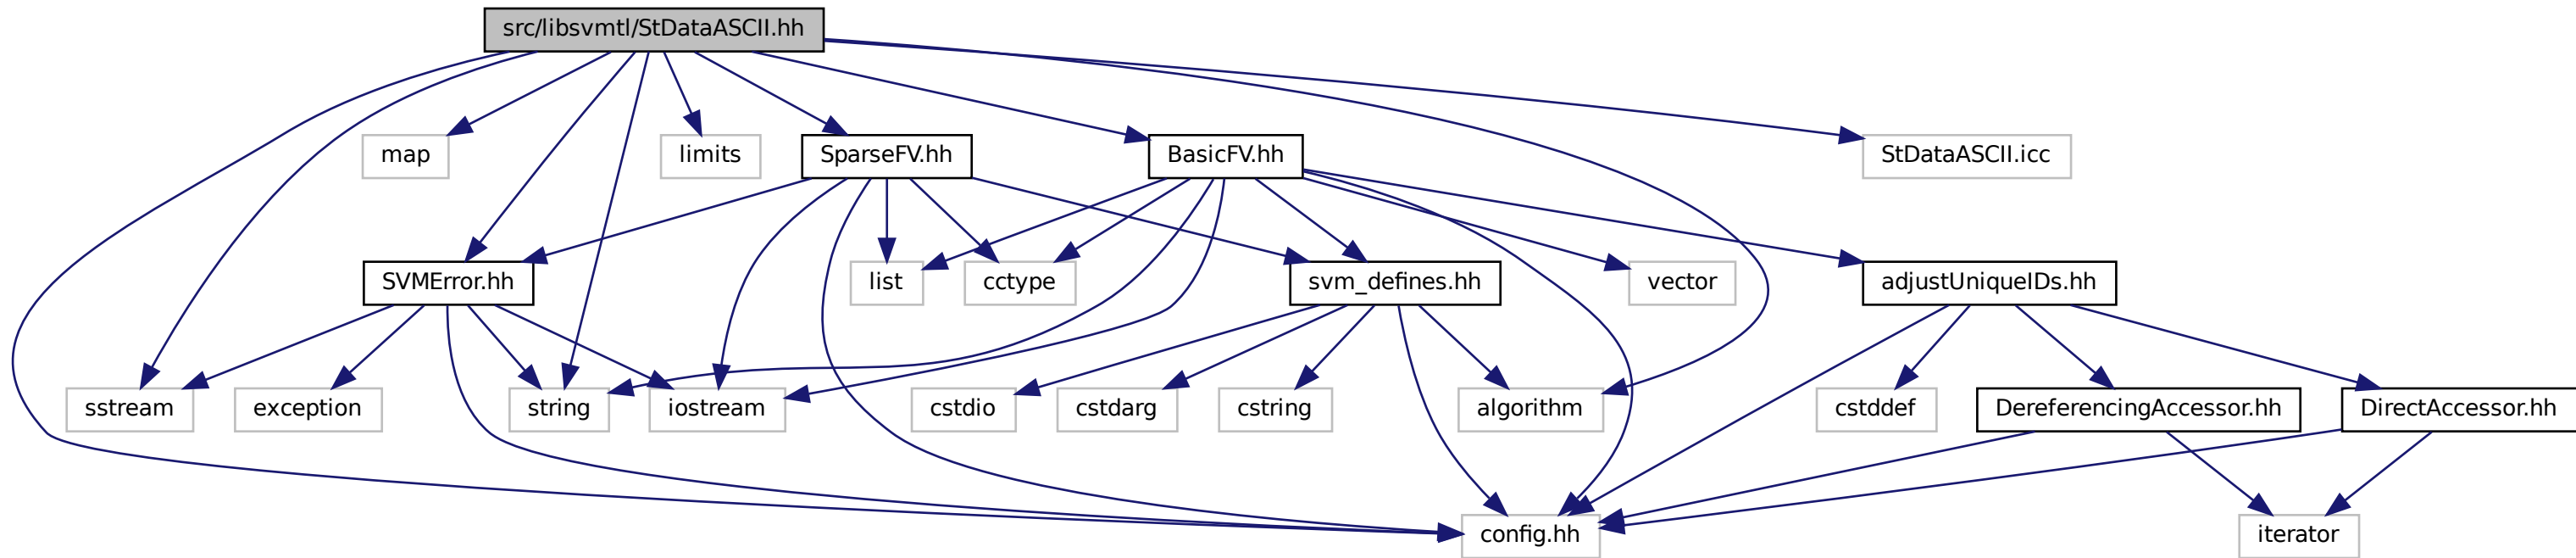 src/libsvmtl/StDataASCII.hh
map
limits
SparseFV.hh
BasicFV.hh
StDataASCII.icc
SVMError.hh
list
cctype
svm_defines.hh
vector
adjustUniqueIDs.hh
sstream
exception
string
iostream
cstdio
cstdarg
cstring
algorithm
cstddef
DereferencingAccessor.hh
DirectAccessor.hh
config.hh
iterator